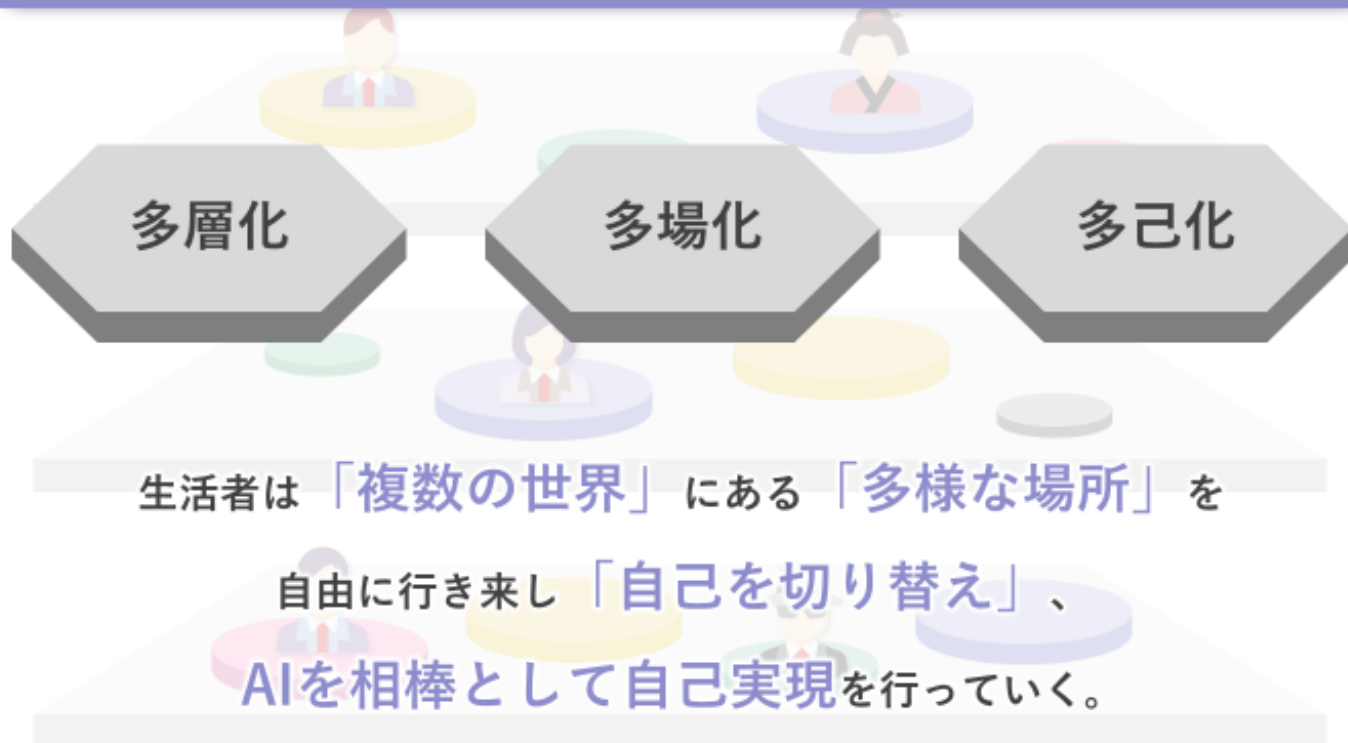 多層化
多場化
多己化
生活者は「複数の世界」にある「多様な場所」を
自由に行き来し「自己を切り替え」、
AIを相棒として自己実現を行っていく。